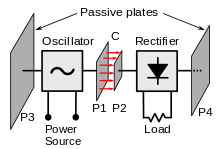 Passive plates
Oscillator
C
Rectifier
P3
P1
P2
P4
Power
Source
Load